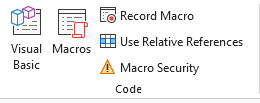 Visual
Basic
Macros
Record Macro
Use Relative References
Macro Security
Code